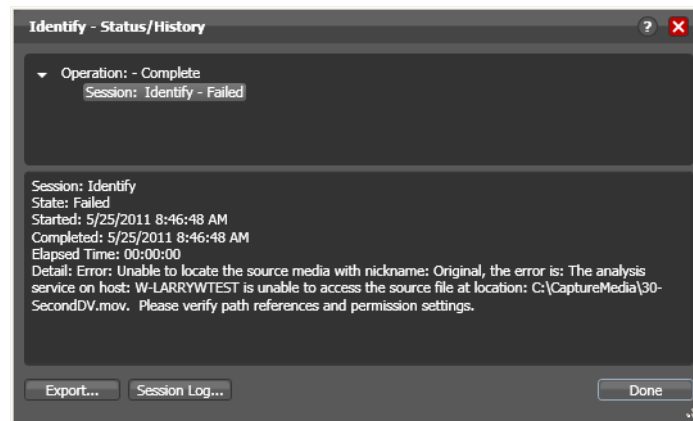 Identify - Status/History
?
Operation: - Complete
Session: Identify - Failed
Session: Identify
State: Failed
Started: 5/25/2011 8:46:48 AM
Completed: 5/25/2011 8:46:48 AM
Elapsed Time: 00:00:00
Detail: Error: Unable to locate the source media with nickname: Original, the error is: The analysis
service on host: W-LARRYWTEST is unable to access the source file at location: C:\CaptureMedia\30-
SecondDV.mov. Please verify path references and permission settings.
Export... Session Log... Done